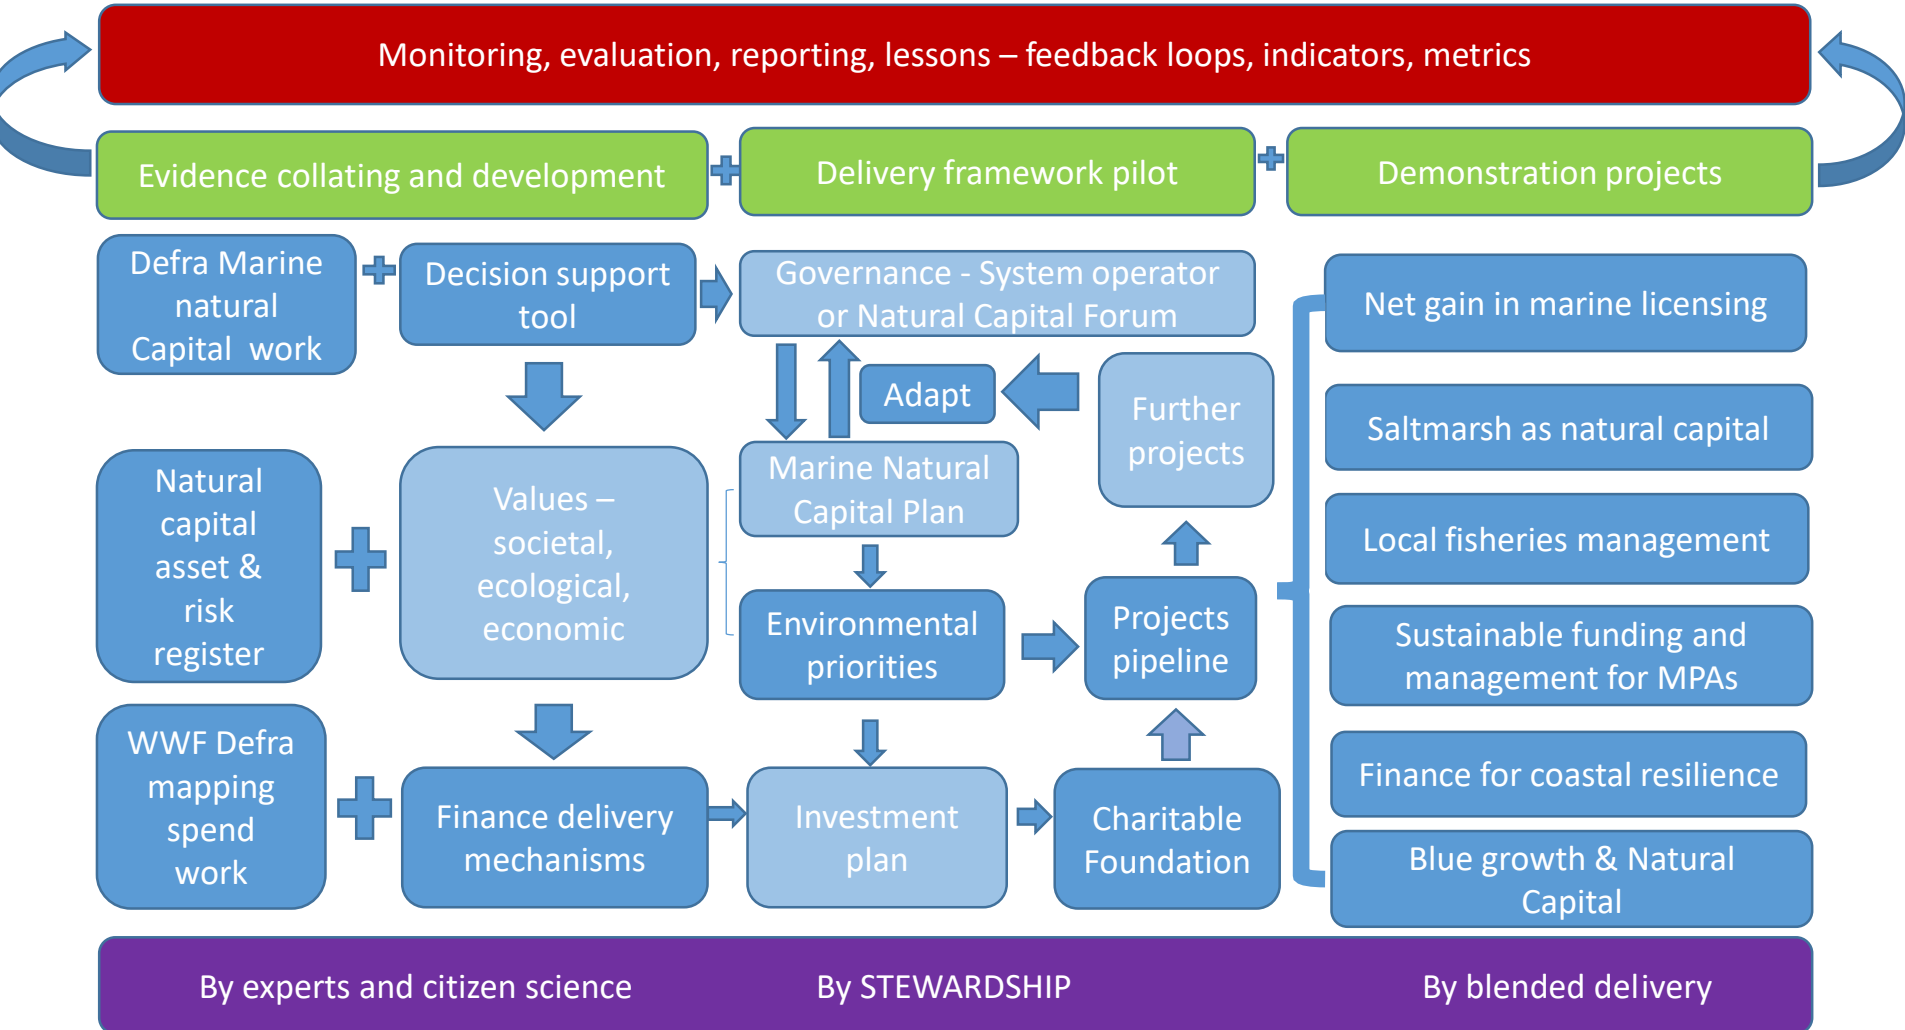 Monitoring, evaluation, reporting, lessons – feedback loops, indicators, metrics
Evidence collating and development
Delivery framework pilot
Demonstration projects
Defra Marine
natural
Capital work
Decision support
tool
Governance - System operator
or Natural Capital Forum
Net gain in marine licensing
Adapt
Further
projects
Saltmarsh as natural capital
Natural
capital
asset &
risk
register
Values –
societal,
ecological,
economic
Marine Natural
Capital Plan
Local fisheries management
Environmental
priorities
Projects
pipeline
Sustainable funding and
management for MPAs
WWF Defra
mapping
spend
work
Finance delivery
mechanisms
Investment
plan
Charitable
Foundation
Finance for coastal resilience
Blue growth & Natural
Capital
By experts and citizen science
By STEWARDSHIP
By blended delivery